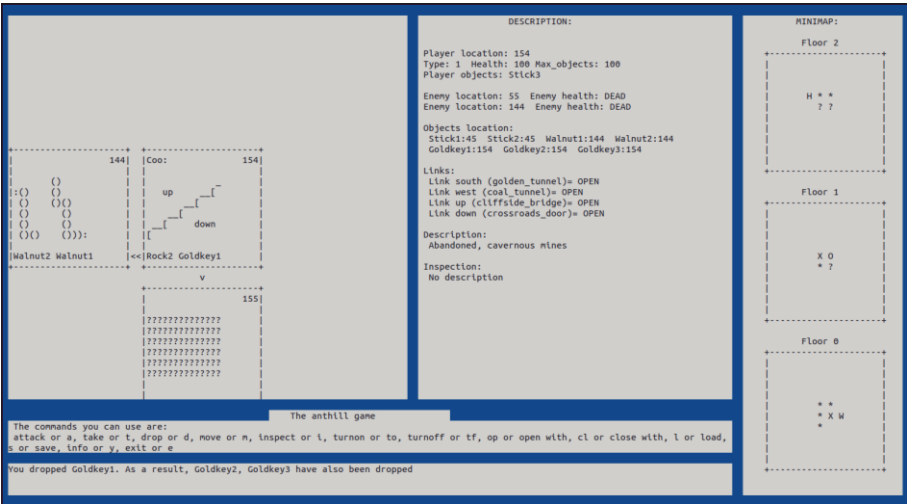 DESCRIPTION:
Player location: 154
Type: 1 Health: 100 Max_objects: 100
Player objects: Stick3
Enemy location: 55 Enemy health: DEAD
Enemy location: 144 Enemy health: DEAD
Objects location:
Stick1:45 Stick2:45 Walnut1:144 Walnut2:144
Goldkey1:154 Goldkey2:154 Goldkey3:154
Links:
Link south (golden_tunnel)= OPEN
Link west (coal_tunnel)= OPEN
Link up (cliffside_bridge)= OPEN
Link down (crossroads_door)= OPEN
Description:
Abandoned, cavernous mines
Inspection:
No description
MINIMAP:
Floor 2
H * *
? ?
Floor 1
X O
* ?
Floor 0
* *
* X W
*
144| |Coo: 154|
()
:() ()
() ()()
() ()
() ()
()() ())):
up
down
Walnut2 Walnut1 |<<|Rock2 Goldkey1
v
155|
??????????????
??????????????
??????????????
??????????????
??????????????
??????????????
The anthill game
The commands you can use are:
attack or a, take or t, drop or d, move or m, inspect or i, turnon or to, turnoff or tf, op or open with, cl or close with, l or load,
s or save, info or y, exit or e
You dropped Goldkey1. As a result, Goldkey2, Goldkey3 have also been dropped